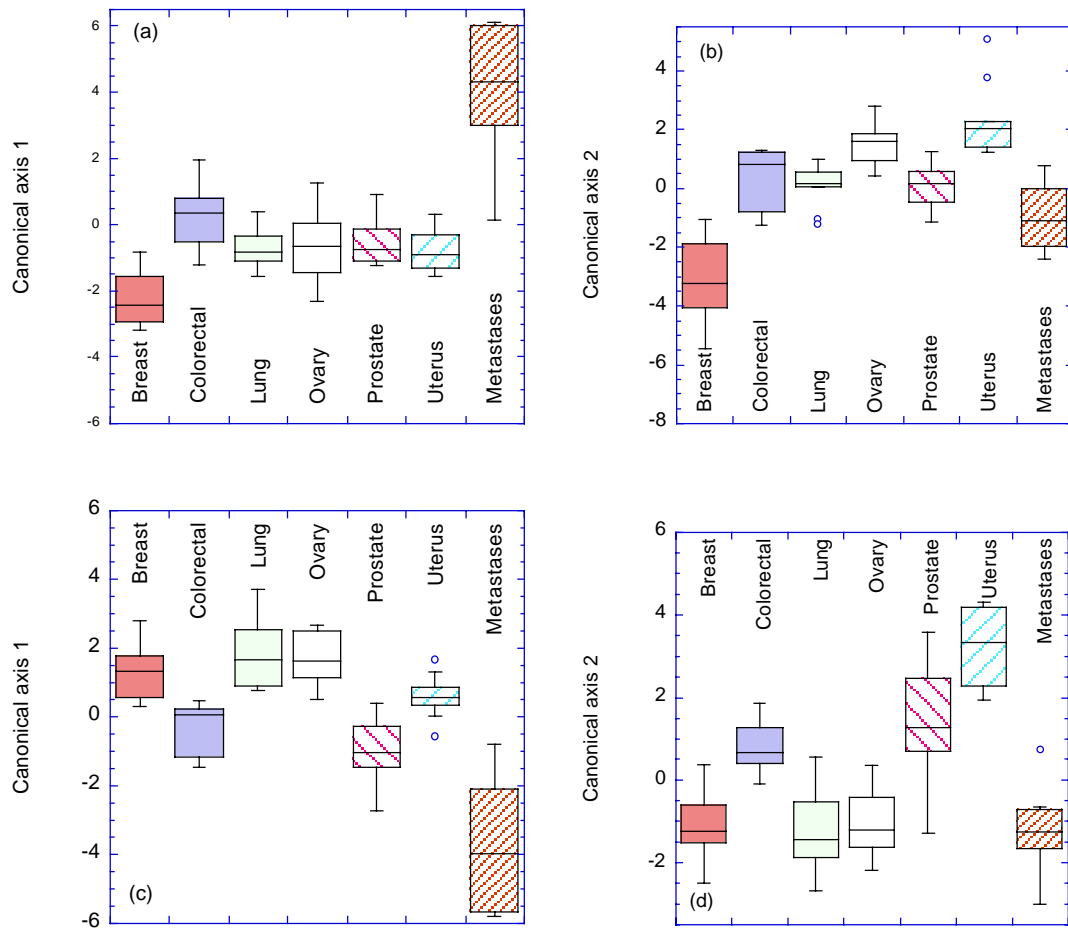 (a)
Canonical axis 1
6
4
2
0
-2
-4
-6
Breast
Colorectal
Lung
Ovary
Prostate
Uterus
Metastases
(b)
Canonical axis 2
4
2
0
-2
-4
-6
-8
Breast
Colorectal
Lung
Ovary
Prostate
Uterus
Metastases
Canonical axis 1
6
4
2
0
-2
-4
-6
Breast
Colorectal
Lung
Ovary
Prostate
Uterus
Metastases
(c)
Canonical axis 2
6
4
2
0
-2
Breast
Colorectal
Lung
Ovary
Prostate
Uterus
Metastases
(d)